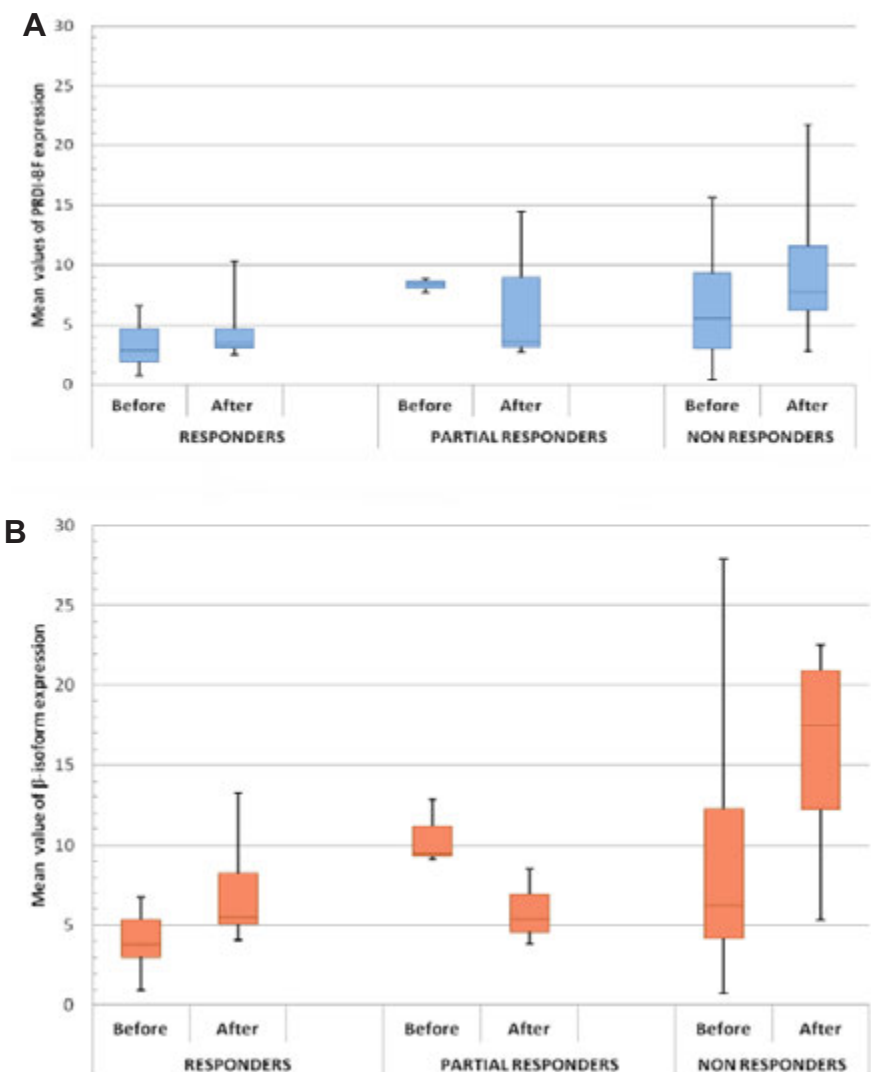 A
Mean values of PRDI-BF expression
30
25
20
15
10
5
0
Before After Before After Before After
RESPONDERS PARTIAL RESPONDERS NON RESPONDERS
B
Mean value of β-isoform expression
30
25
20
15
10
5
0
Before After Before After Before After
RESPONDERS PARTIAL RESPONDERS NON RESPONDERS